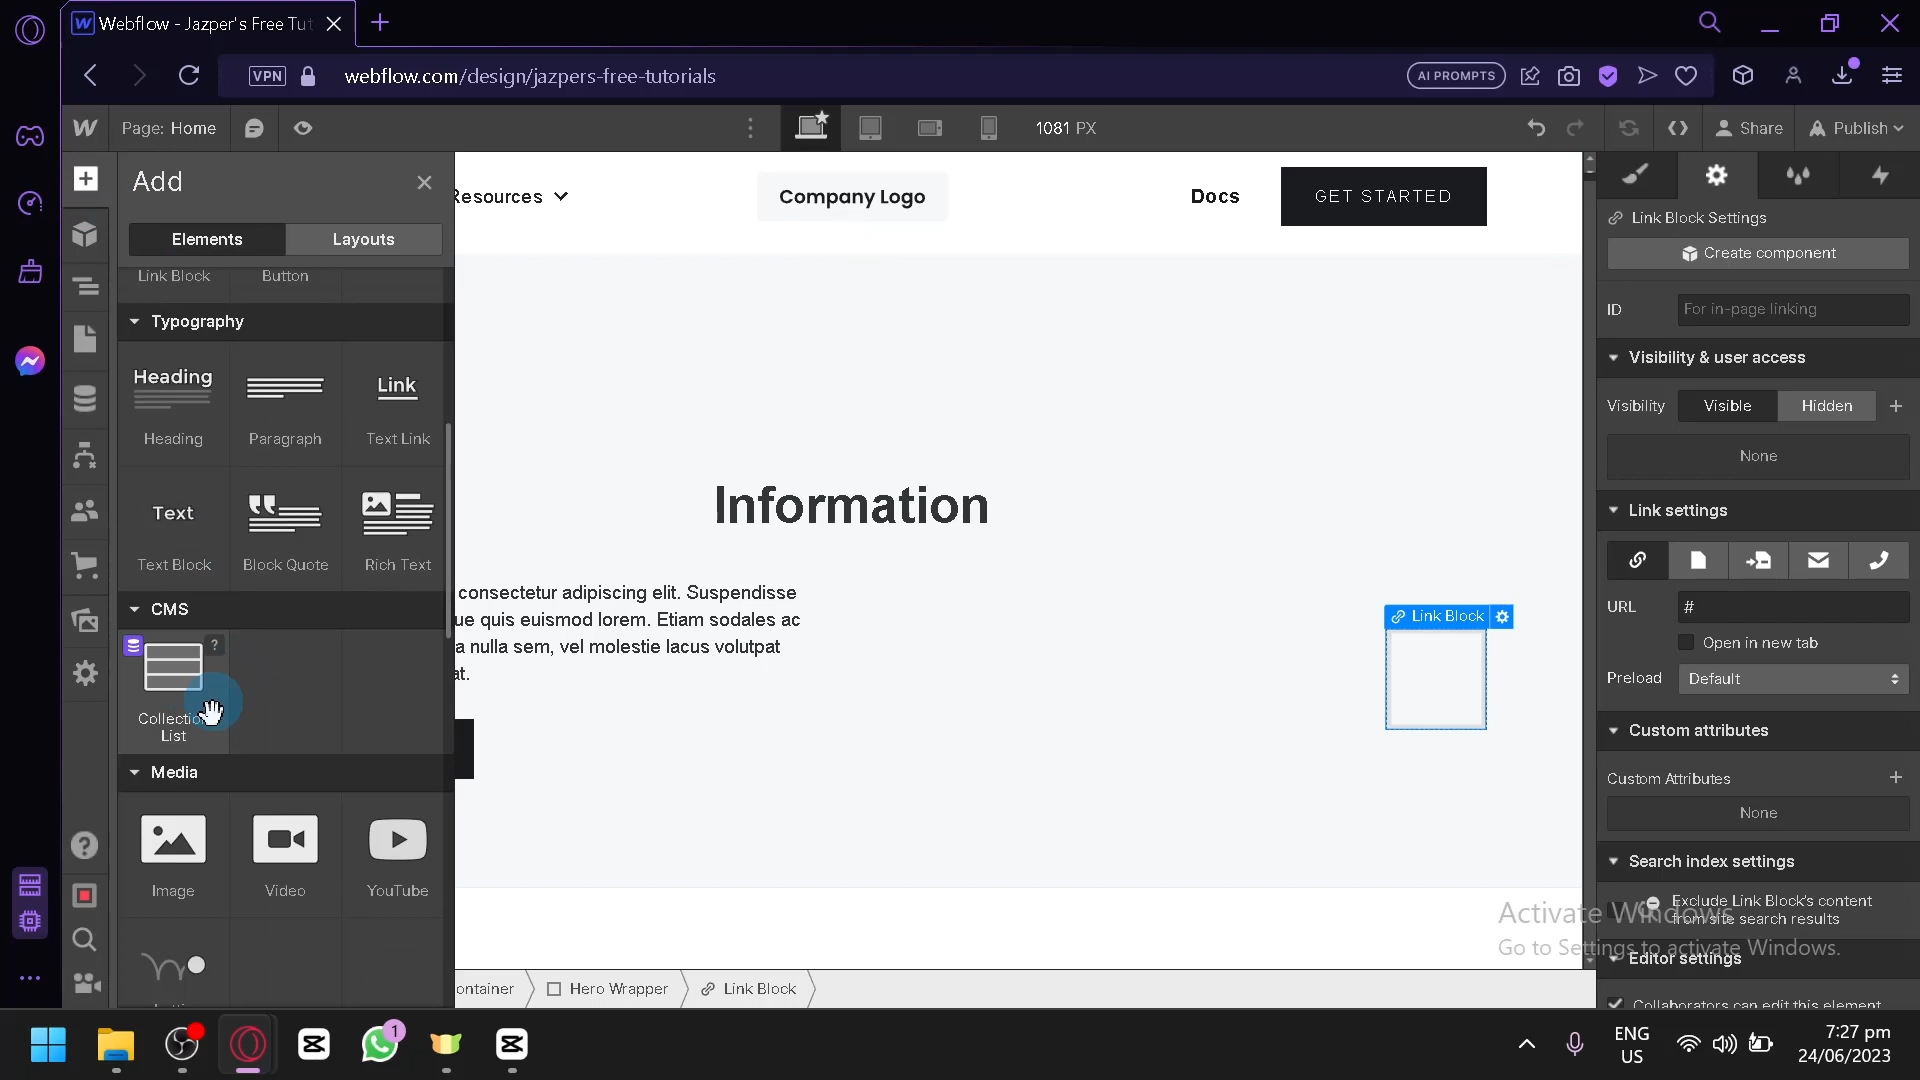 Webflow - Jazper's Free Tut
VPN
webflow.com/design/jazpers-free-tutorials
AI PROMPTS
Page: Home
1081 PX
Share
Publish
Add
Elements
Layouts
Link Block
Button
Typography
Heading
Link
Heading
Paragraph
Text Link
Text
Text Block
Block Quote
Rich Text
CMS
?
Collectio
List
Media
Image
Video
YouTube
Resources
Company Logo
Docs
GET STARTED
Information
consectetur adipiscing elit. Suspendisse
ue quis euismod lorem. Etiam sodales ac
a nulla sem, vel molestie lacus volutpat
at.
Link Block
ontainer
Hero Wrapper
Link Block
Link Block Settings
Create component
ID
For in-page linking
Visibility & user access
Visibility
Visible
Hidden
None
Link settings
URL
#
Open in new tab
Preload
Default
Custom attributes
Custom Attributes
None
Search index settings
Exclude Link Block's content
from site search results
Editor settings
Collaborators can edit this element
Activate Windows
Go to Settings to activate Windows.
1
ENG
US
7:27 pm
24/06/2023